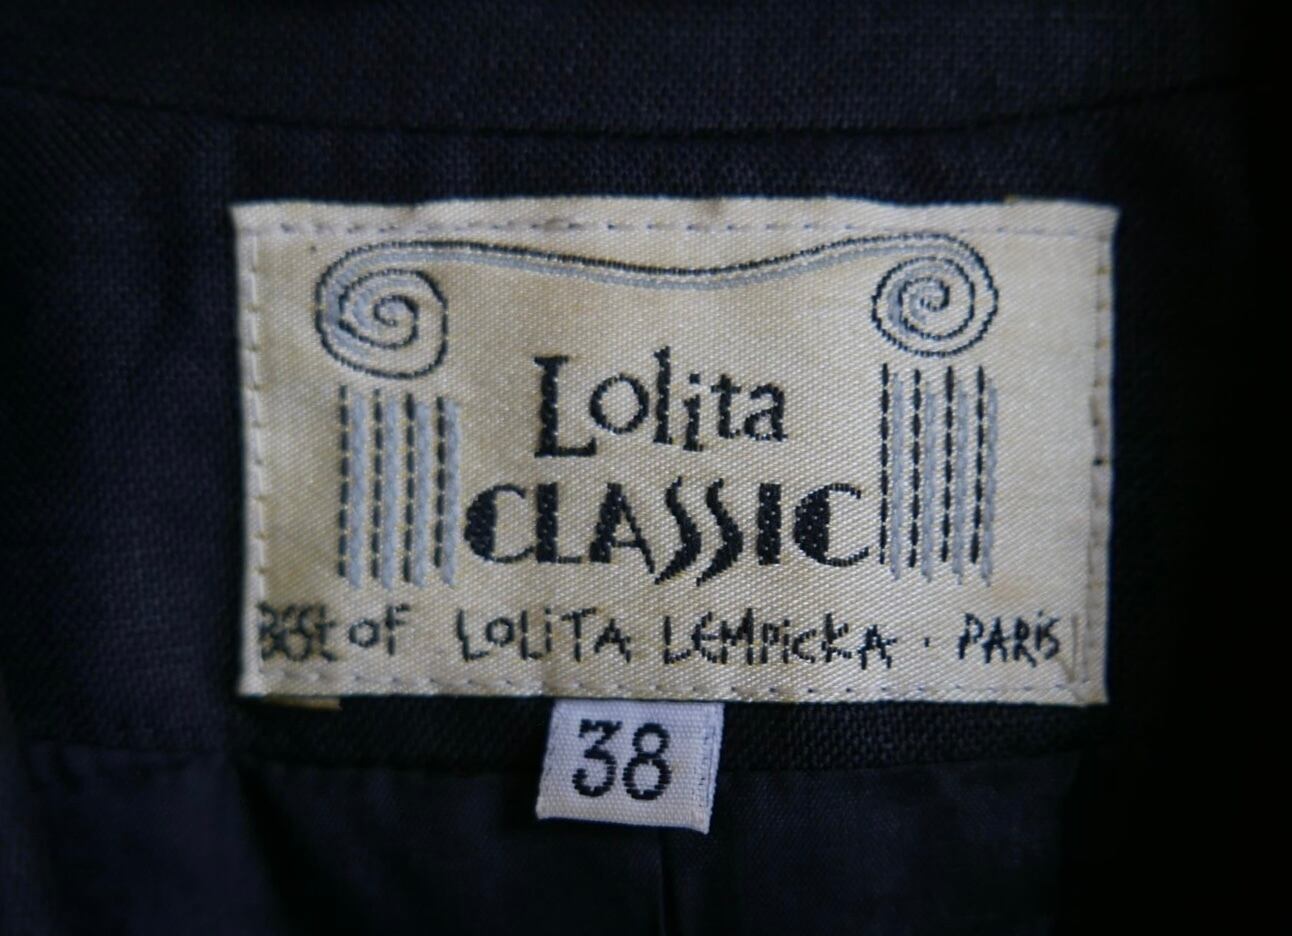 Lolita
CLASSIC
BEst oF LOLiTA LEMPicKA . PARiS
38